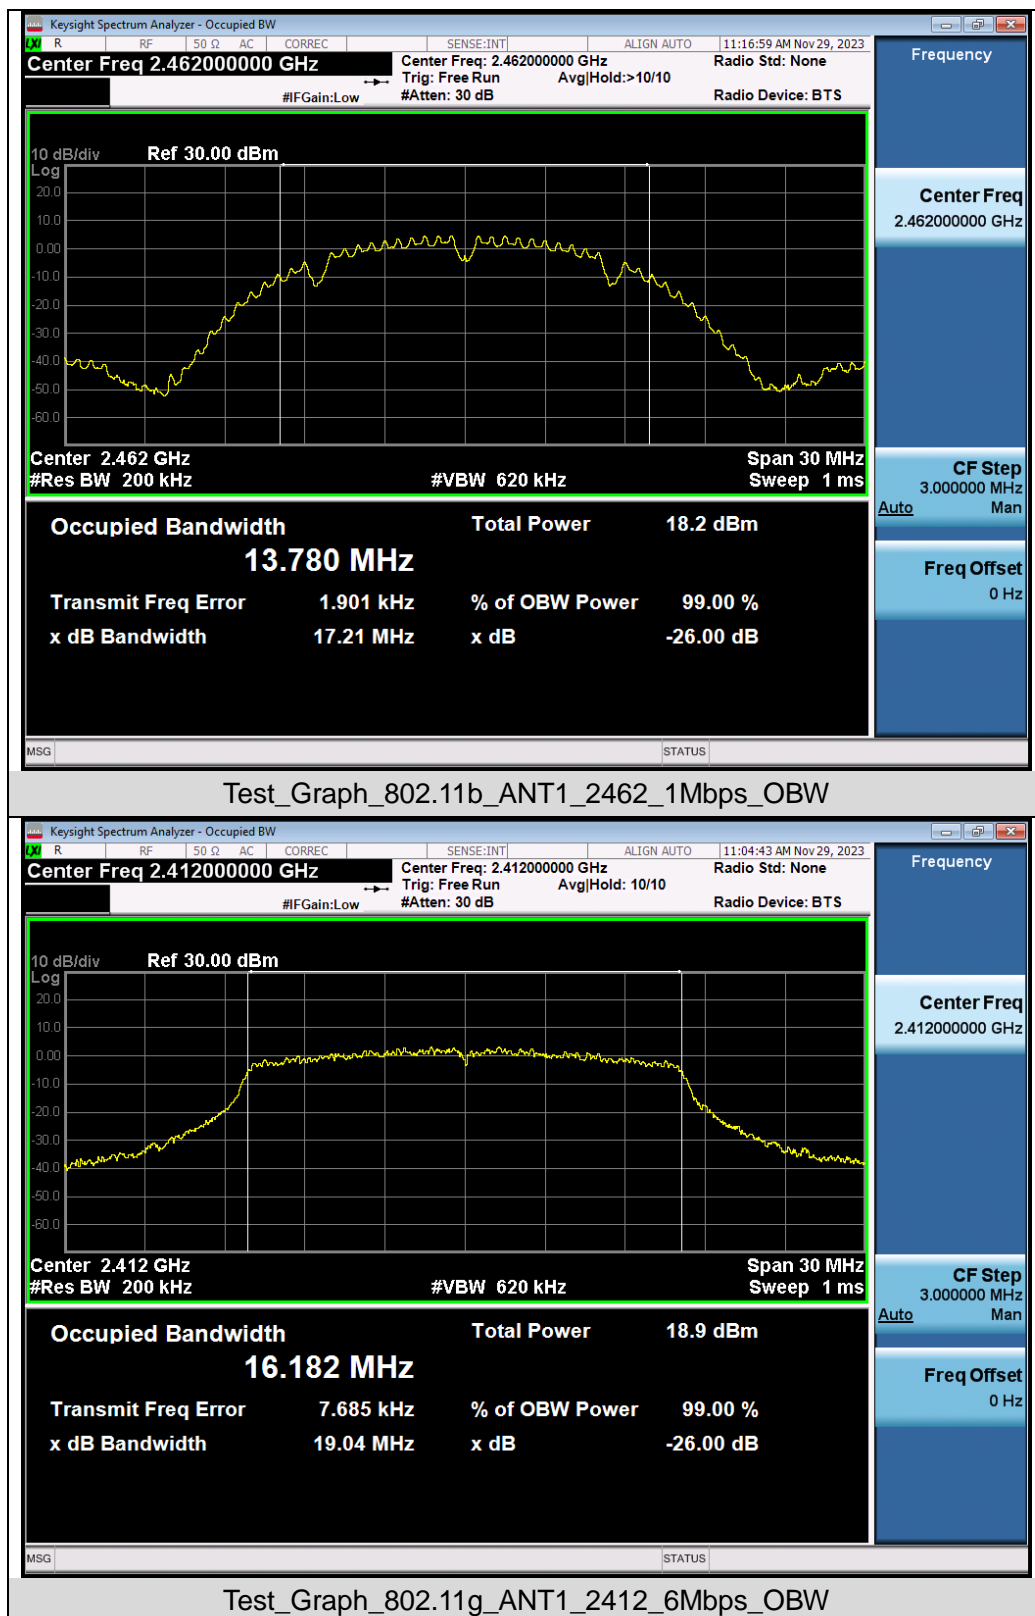 Keysight Spectrum Analyzer - Occupied BW
LXI R RF 50 Ω AC CORREC SENSE:INT ALIGN AUTO 11:16:59 AM Nov 29, 2023
Center Freq 2.462000000 GHz
Center Freq: 2.462000000 GHz Radio Std: None
Trig: Free Run Avg|Hold:>10/10
#IFGain:Low #Atten: 30 dB Radio Device: BTS
Frequency
10 dB/div Ref 30.00 dBm
Log
20.0
10.0
0.00
-10.0
-20.0
-30.0
-40.0
-50.0
-60.0
Center 2.462 GHz Span 30 MHz
#Res BW 200 kHz #VBW 620 kHz Sweep 1 ms
Center Freq
2.462000000 GHz
CF Step
3.000000 MHz
Auto Man
Freq Offset
0 Hz
Occupied Bandwidth Total Power 18.2 dBm
13.780 MHz
Transmit Freq Error 1.901 kHz % of OBW Power 99.00 %
x dB Bandwidth 17.21 MHz x dB -26.00 dB
MSG STATUS
Test_Graph_802.11b_ANT1_2462_1Mbps_OBW
Keysight Spectrum Analyzer - Occupied BW
LXI R RF 50 Ω AC CORREC SENSE:INT ALIGN AUTO 11:04:43 AM Nov 29, 2023
Center Freq 2.412000000 GHz
Center Freq: 2.412000000 GHz Radio Std: None
Trig: Free Run Avg|Hold: 10/10
#IFGain:Low #Atten: 30 dB Radio Device: BTS
Frequency
10 dB/div Ref 30.00 dBm
Log
20.0
10.0
0.00
-10.0
-20.0
-30.0
-40.0
-50.0
-60.0
Center 2.412 GHz Span 30 MHz
#Res BW 200 kHz #VBW 620 kHz Sweep 1 ms
Center Freq
2.412000000 GHz
CF Step
3.000000 MHz
Auto Man
Freq Offset
0 Hz
Occupied Bandwidth Total Power 18.9 dBm
16.182 MHz
Transmit Freq Error 7.685 kHz % of OBW Power 99.00 %
x dB Bandwidth 19.04 MHz x dB -26.00 dB
MSG STATUS
Test_Graph_802.11g_ANT1_2412_6Mbps_OBW